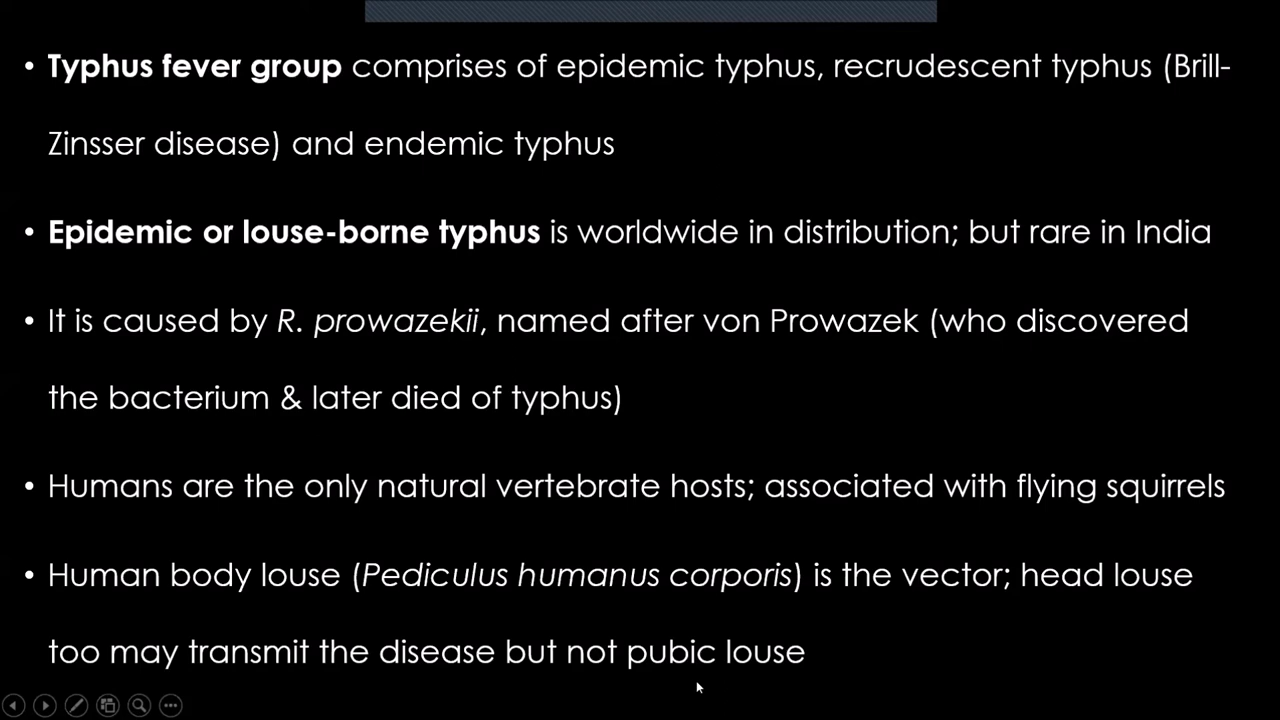 • Typhus fever group comprises of epidemic typhus, recrudescent typhus (Brill-
Zinsser disease) and endemic typhus
• Epidemic or louse-borne typhus is worldwide in distribution; but rare in India
• It is caused by R. prowazekii, named after von Prowazek (who discovered
the bacterium & later died of typhus)
• Humans are the only natural vertebrate hosts; associated with flying squirrels
• Human body louse (Pediculus humanus corporis) is the vector; head louse
too may transmit the disease but not pubic louse